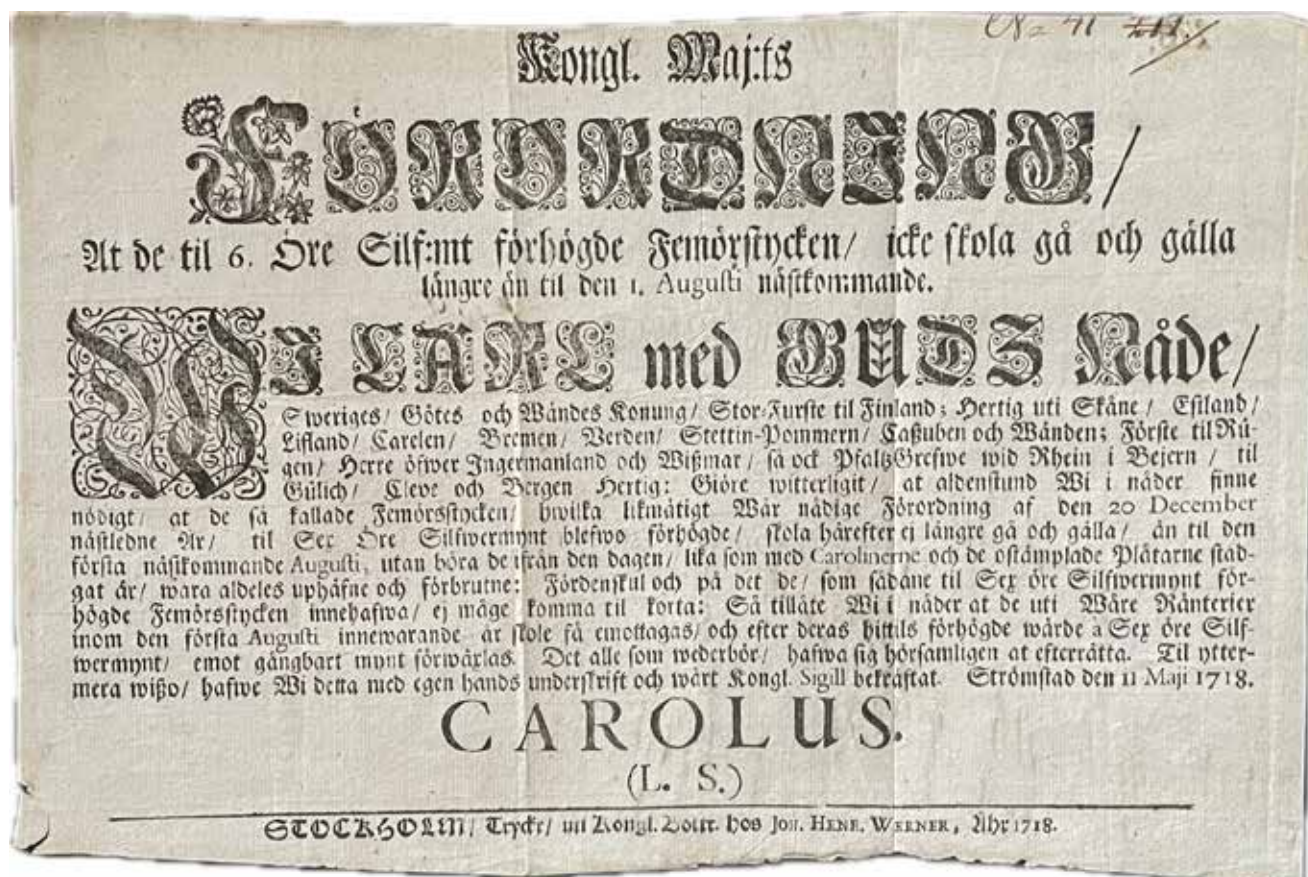 No 41
Kongl. Maj:ts
FÖRORDNING/
At de til 6. Öre Silf:mt förhögde Femörstycken/ icke skola gå och gälla
längre än til den 1. Augusti nästkommande.
WI CARL med GUDS Nåde/
Sweriges/ Götes och Wändes Konung/ Stor-Furste til Finland; Hertig uti Skåne/ Estland/
Lifland/ Carelen/ Bremen/ Verden/ Stettin-Pommern/ Caßuben och Wänden; Förste til Rü-
gen/ Herre öfwer Ingermanland och Wißmar/ så ock PfaltzGrefwe wid Rhein i Bejern/ til
Gülich/ Cleve och Bergen Hertig: Giöre witterligit/ at aldenstund Wi i nåder finne
nödigt/ at de så kallade Femörsstycken/ hwilka likmätigt Wår nådige Förordning af den 20 December
nästledne År/ til Sex Öre Silfwermynt blefwo förhögde/ skola härefter ej längre gå och gälla/ än til den
första nästkommande Augusti, utan böra de ifrån den dagen/ lika som med Carolinerne och de ostämplade Plåtarne stad-
gat är/ wara aldeles uphäfne och förbrutne: Fördenskul och på det de/ som sådane til Sex öre Silfwermynt för-
högde Femörsstycken innehafwa/ ej måge komma til korta: Så tillåte Wi i nåder at de uti Wåre Ränterier
inom den första Augusti innewarande år skole få emottagas/ och efter deras hittils förhögde wärde à Sex öre Silf-
wermynt/ emot gångbart mynt förwäxlas. Det alle som wederbör/ hafwa sig hörsamligen at efterrätta. Til ytter-
mera wißo/ hafwe Wi detta med egen hands underskrift och wårt Kongl. Sigill bekräftat. Strömstad den 11 Maji 1718.
CAROLUS.
(L. S.)
STOCKHOLM/ Tryckt/ uti Kongl. Boktr. hos JOH. HENR. WERNER, Åhr 1718.